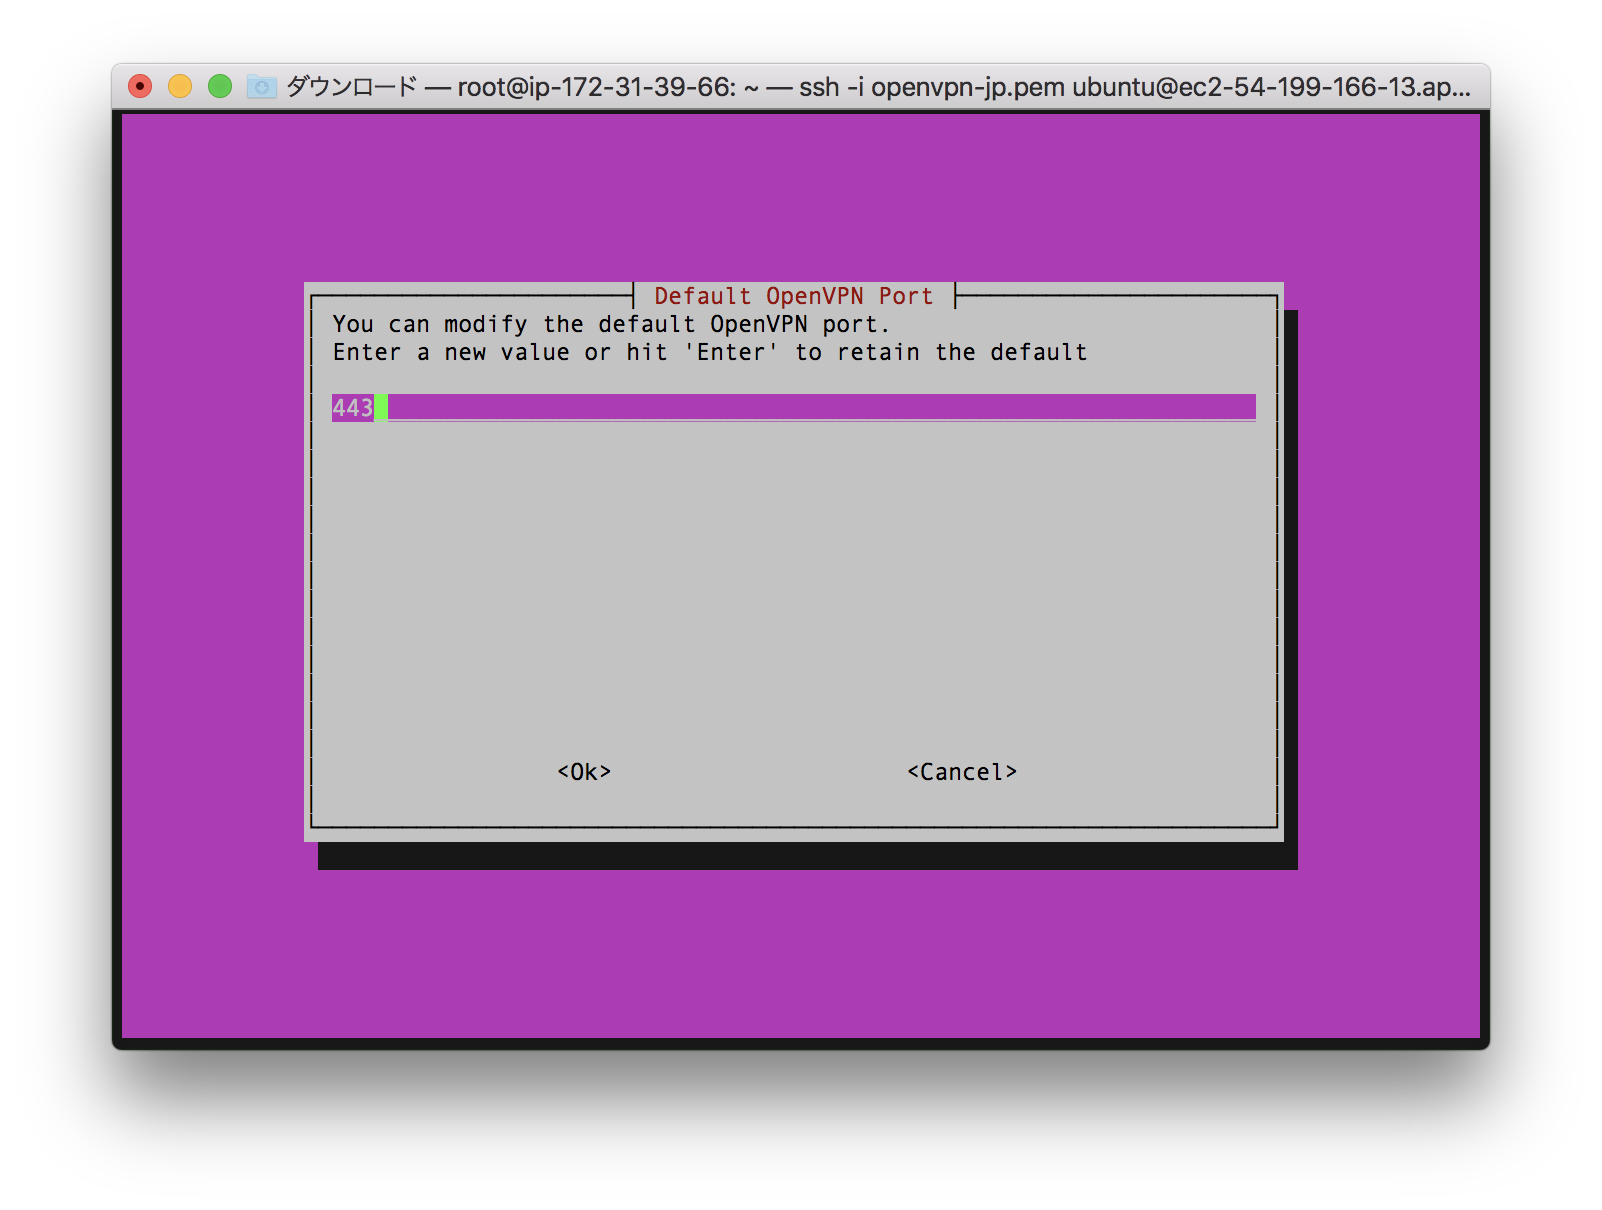 ダウンロード — root@ip-172-31-39-66: ~ — ssh -i openvpn-jp.pem ubuntu@ec2-54-199-166-13.ap...
Default OpenVPN Port
You can modify the default OpenVPN port.
Enter a new value or hit 'Enter' to retain the default
443
<Ok> <Cancel>